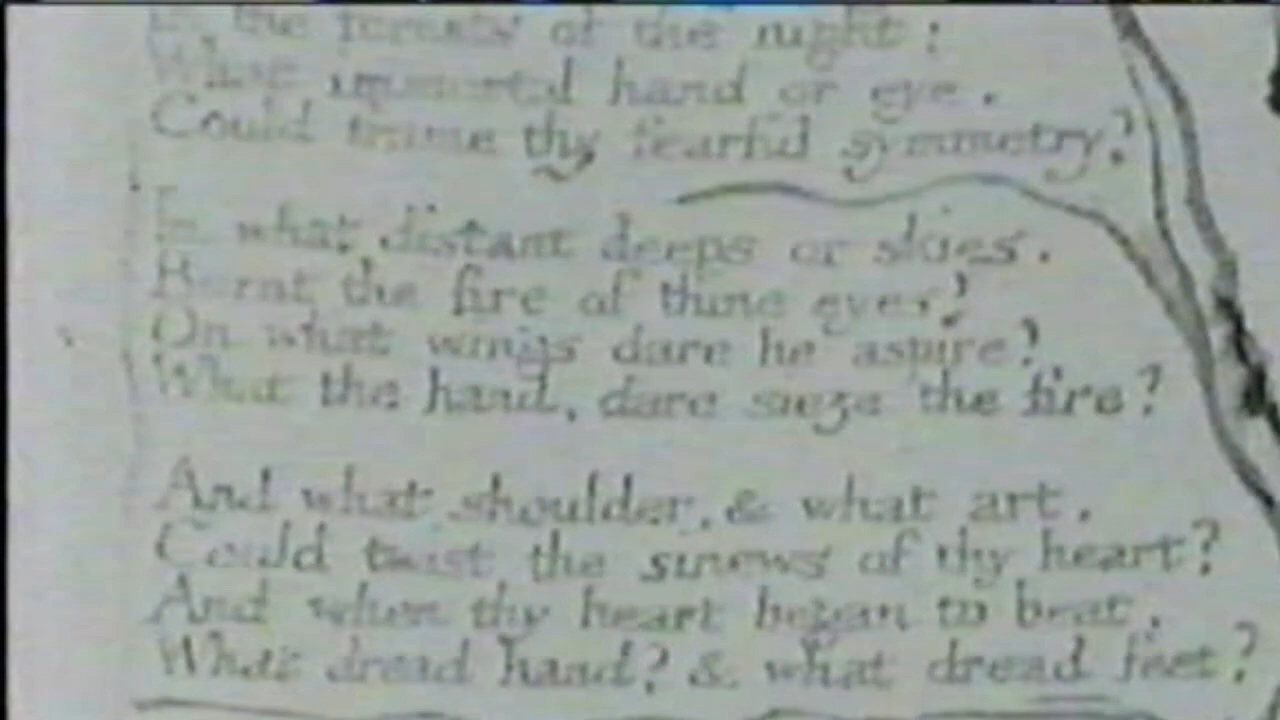 In the forests of the night:
What immortal hand or eye.
Could frame thy fearful symmetry?
In what distant deeps or skies.
Burnt the fire of thine eyes?
On what wings dare he aspire?
What the hand, dare sieze the fire?
And what shoulder, & what art,
Could twist the sinews of thy heart?
And when thy heart began to beat,
What dread hand? & what dread feet?